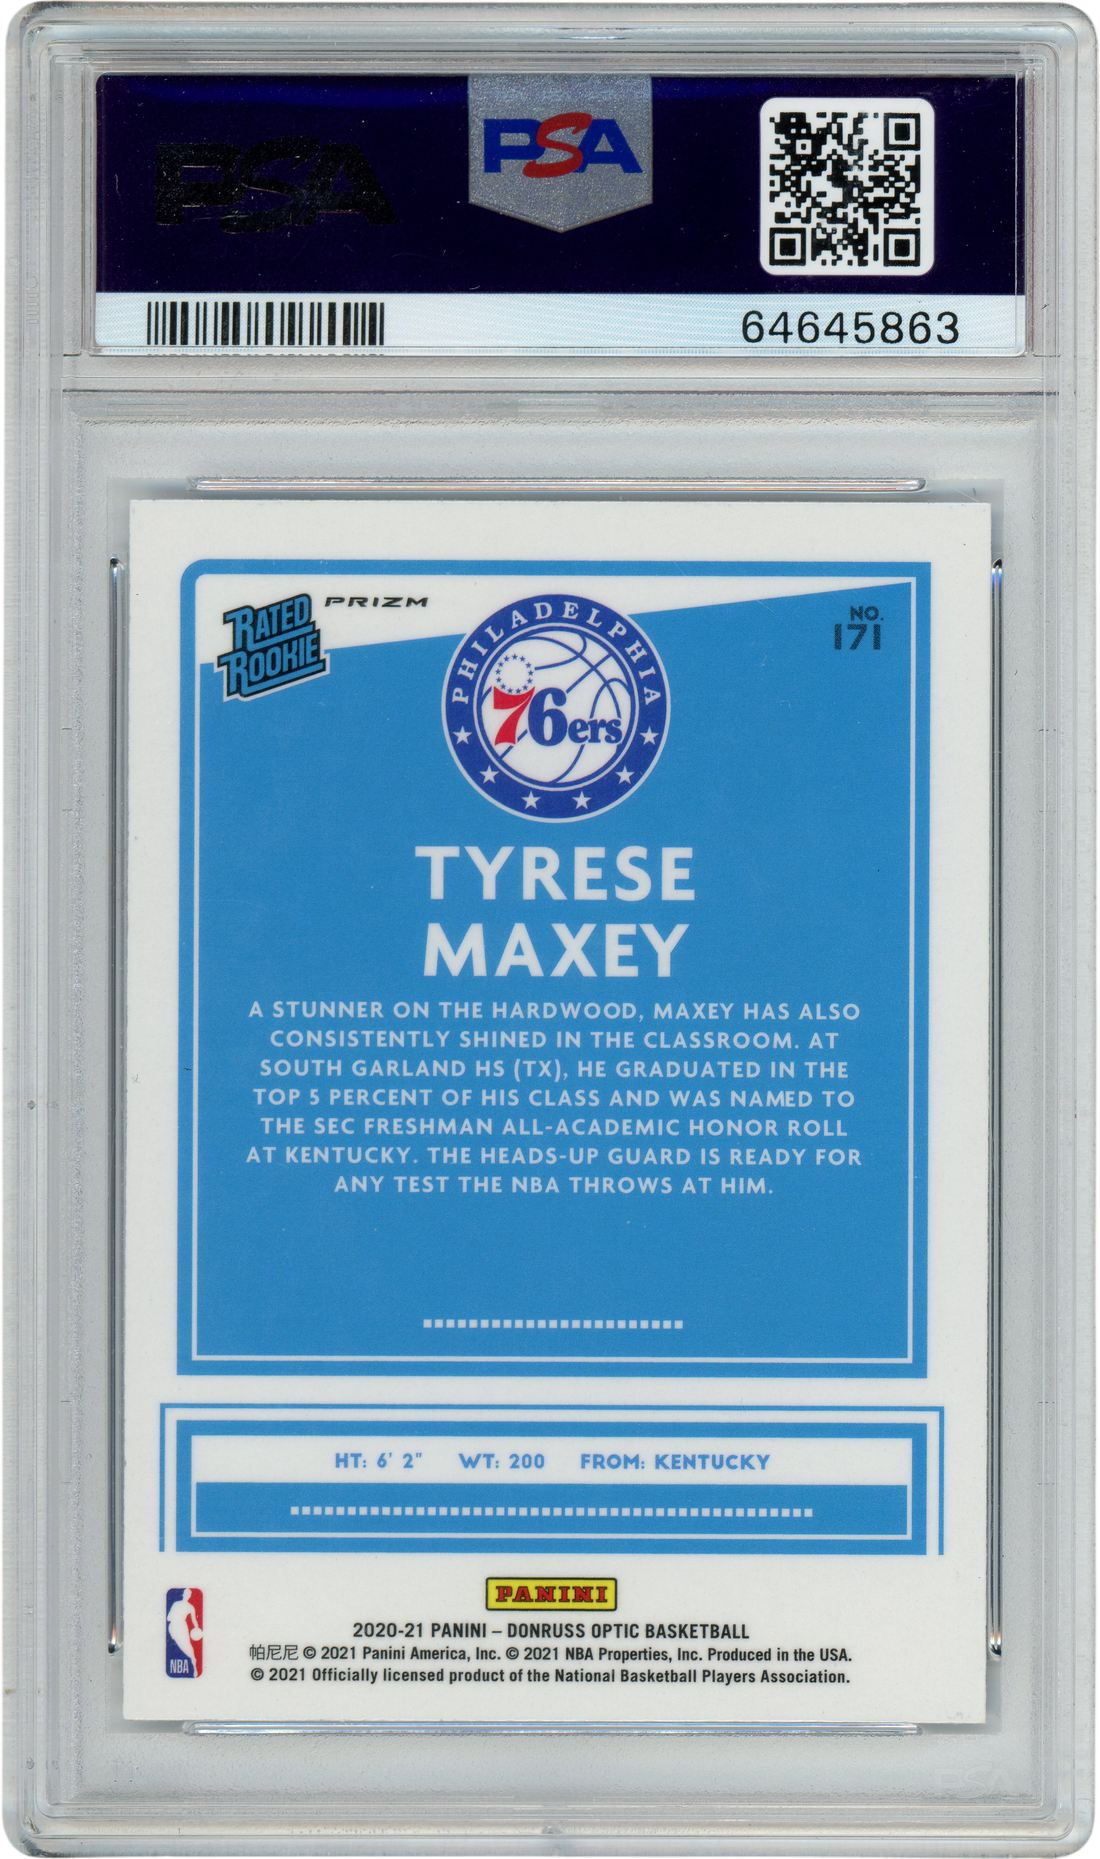 PSA
PSA
64645863
RATED
ROOKIE
PRIZM
NO.
171
PHILADELPHIA
76ers
TYRESE
MAXEY
A STUNNER ON THE HARDWOOD, MAXEY HAS ALSO
CONSISTENTLY SHINED IN THE CLASSROOM. AT
SOUTH GARLAND HS (TX), HE GRADUATED IN THE
TOP 5 PERCENT OF HIS CLASS AND WAS NAMED TO
THE SEC FRESHMAN ALL-ACADEMIC HONOR ROLL
AT KENTUCKY. THE HEADS-UP GUARD IS READY FOR
ANY TEST THE NBA THROWS AT HIM.
HT: 6' 2" WT: 200 FROM: KENTUCKY
PANINI
NBA
2020-21 PANINI – DONRUSS OPTIC BASKETBALL
帕尼尼 © 2021 Panini America, Inc. © 2021 NBA Properties, Inc. Produced in the USA.
© 2021 Officially licensed product of the National Basketball Players Association.